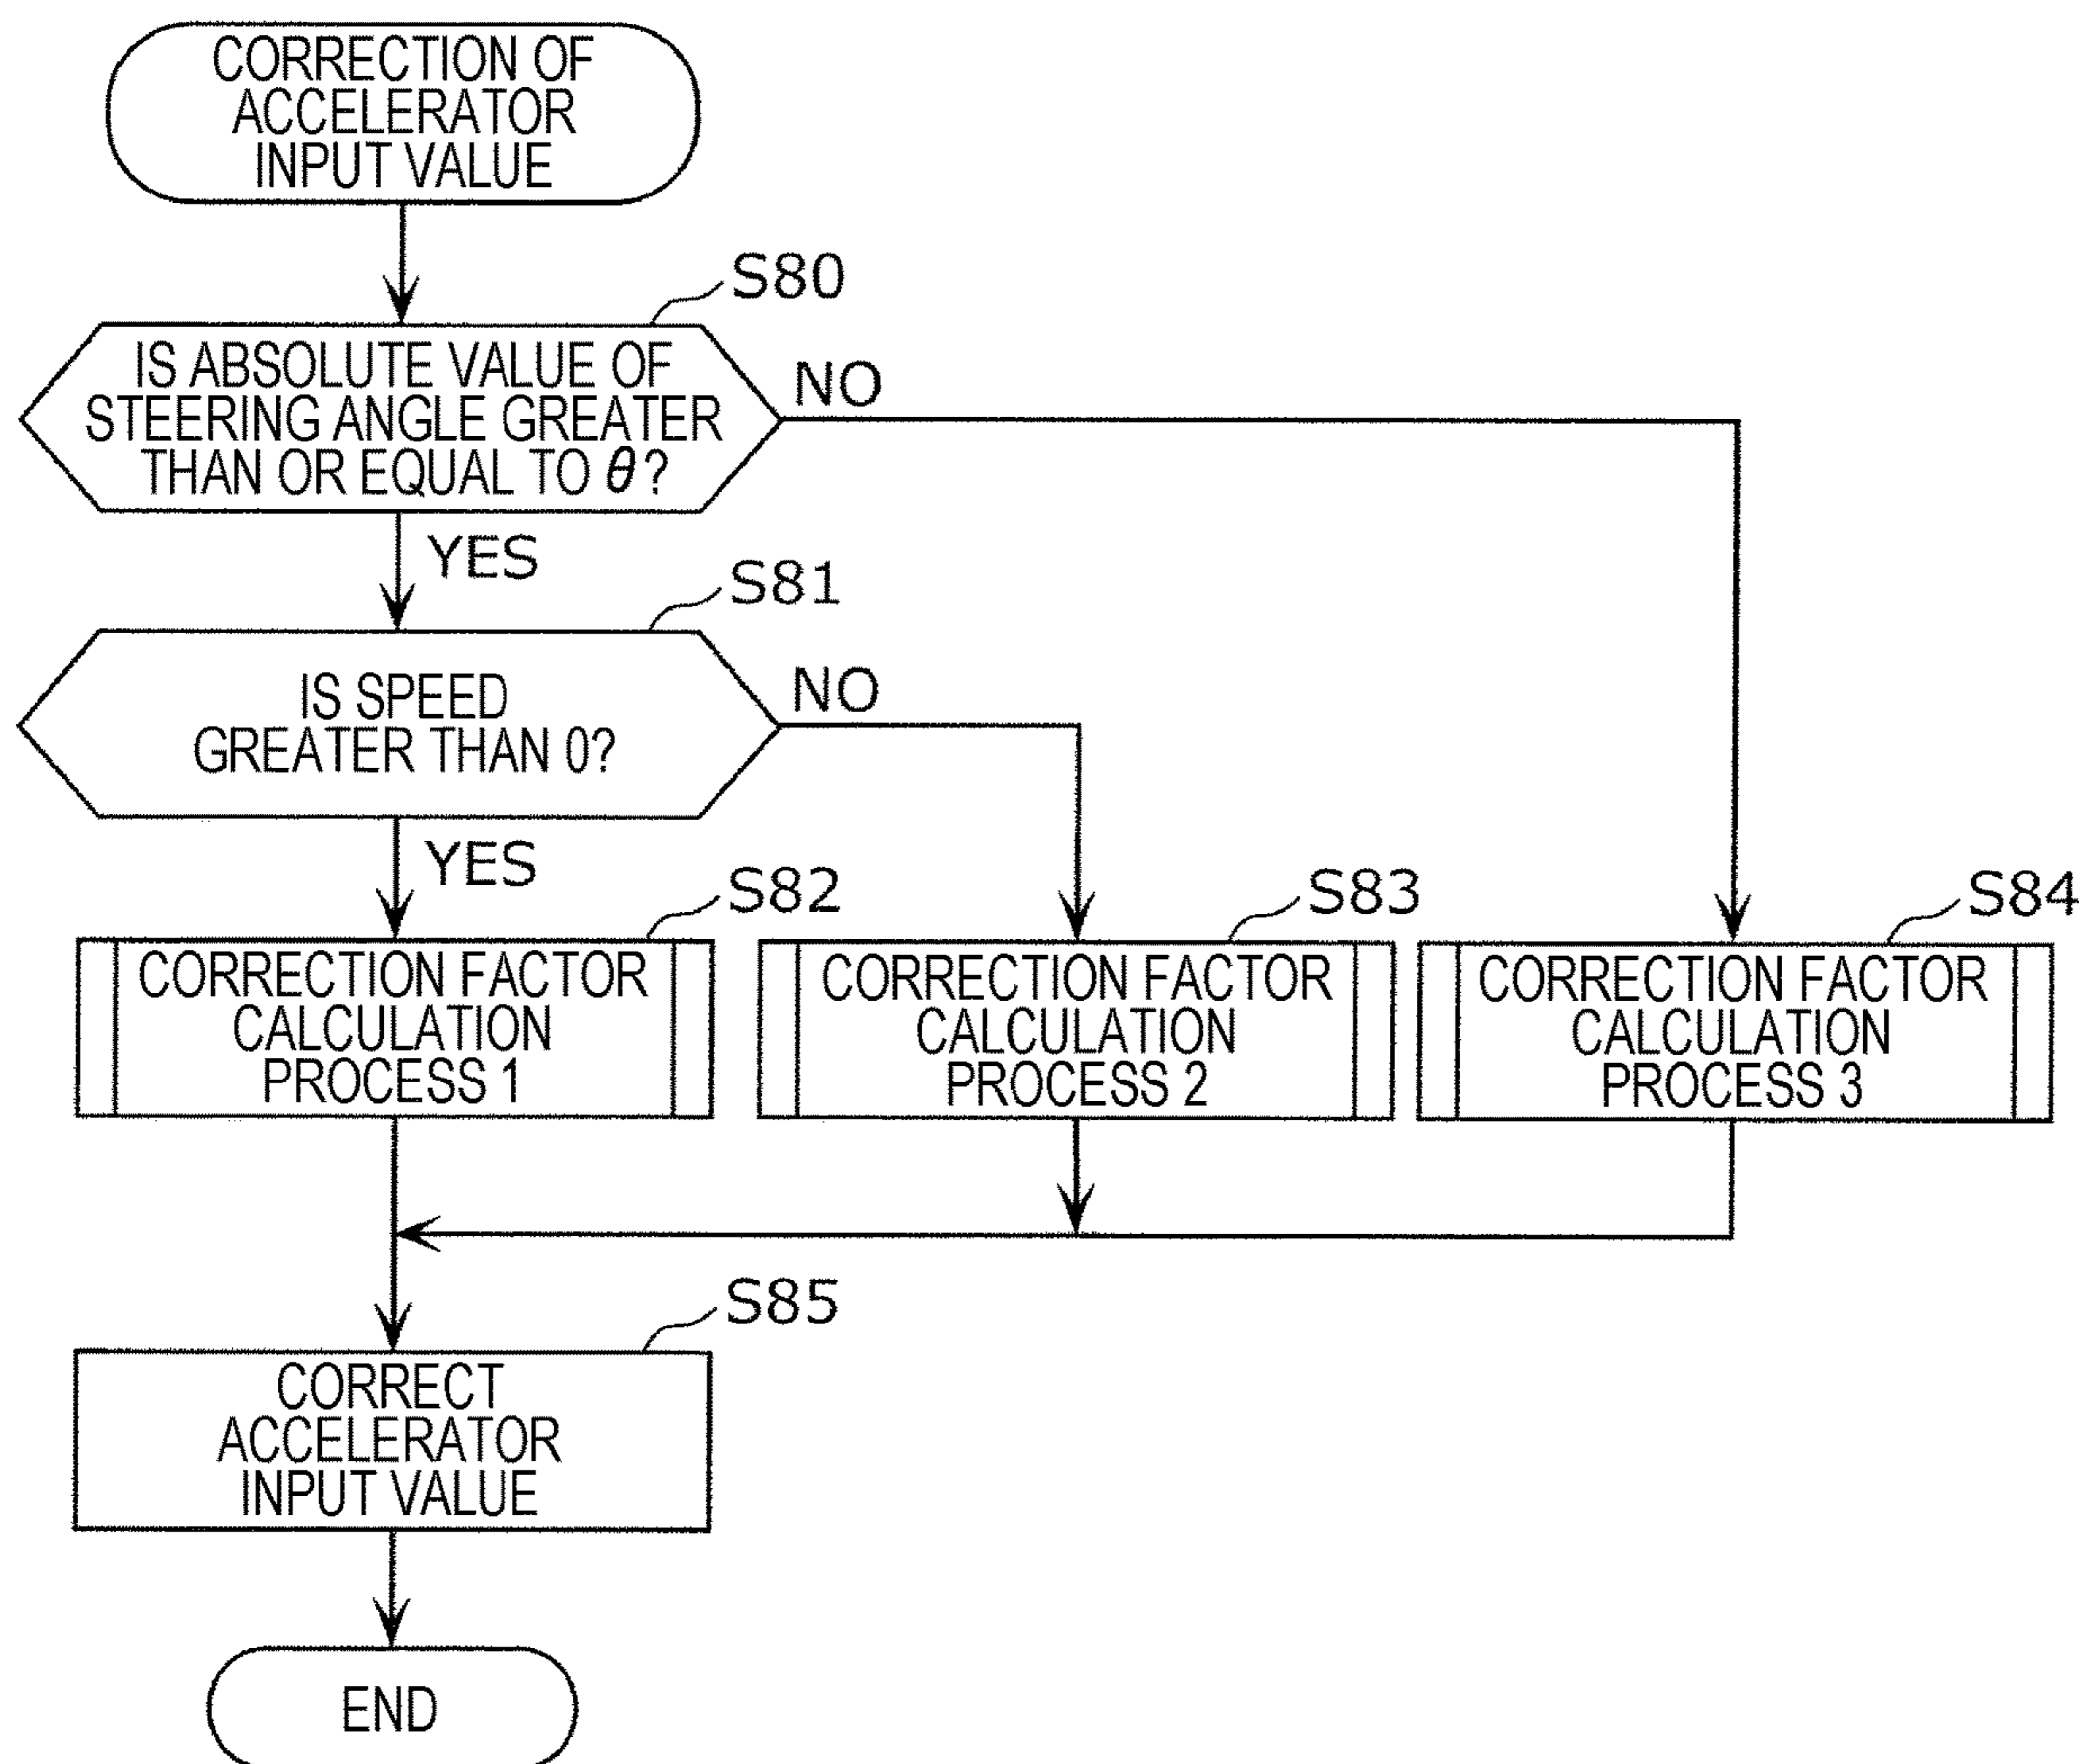 CORRECTION OF
ACCELERATOR
INPUT VALUE
S80
IS ABSOLUTE VALUE OF
STEERING ANGLE GREATER
THAN OR EQUAL TO θ?
NO
YES
S81
IS SPEED
GREATER THAN 0?
NO
YES
S82
CORRECTION FACTOR
CALCULATION
PROCESS 1
S83
CORRECTION FACTOR
CALCULATION
PROCESS 2
S84
CORRECTION FACTOR
CALCULATION
PROCESS 3
S85
CORRECT
ACCELERATOR
INPUT VALUE
END